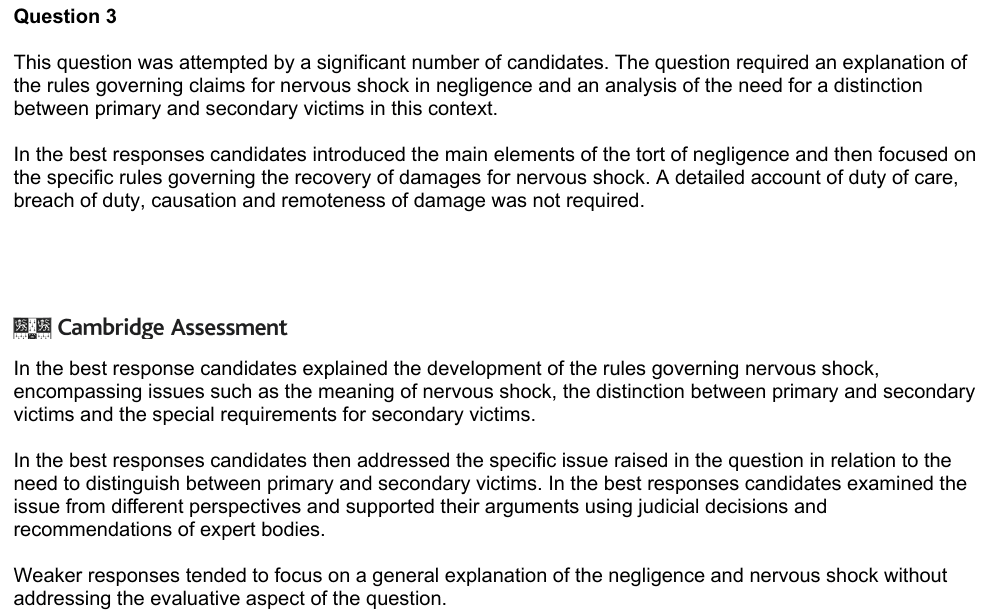 Question 3
This question was attempted by a significant number of candidates. The question required an explanation of
the rules governing claims for nervous shock in negligence and an analysis of the need for a distinction
between primary and secondary victims in this context.
In the best responses candidates introduced the main elements of the tort of negligence and then focused on
the specific rules governing the recovery of damages for nervous shock. A detailed account of duty of care,
breach of duty, causation and remoteness of damage was not required.
Cambridge Assessment
In the best response candidates explained the development of the rules governing nervous shock,
encompassing issues such as the meaning of nervous shock, the distinction between primary and secondary
victims and the special requirements for secondary victims.
In the best responses candidates then addressed the specific issue raised in the question in relation to the
need to distinguish between primary and secondary victims. In the best responses candidates examined the
issue from different perspectives and supported their arguments using judicial decisions and
recommendations of expert bodies.
Weaker responses tended to focus on a general explanation of the negligence and nervous shock without
addressing the evaluative aspect of the question.